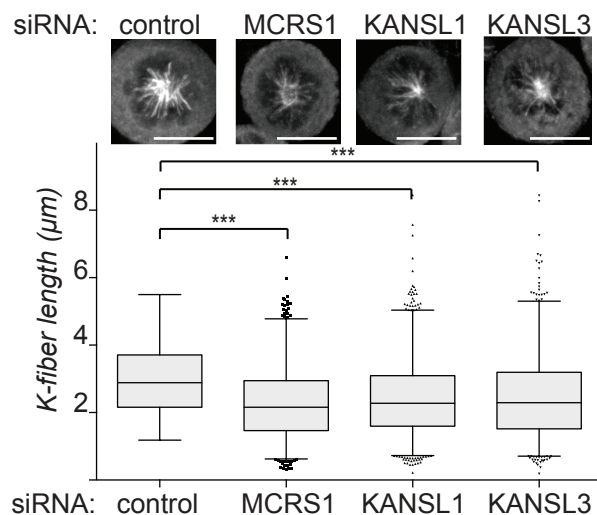 siRNA: control MCRS1 KANSL1 KANSL3
***
***
***
K-fiber length (µm)
8
6
4
2
siRNA: control MCRS1 KANSL1 KANSL3